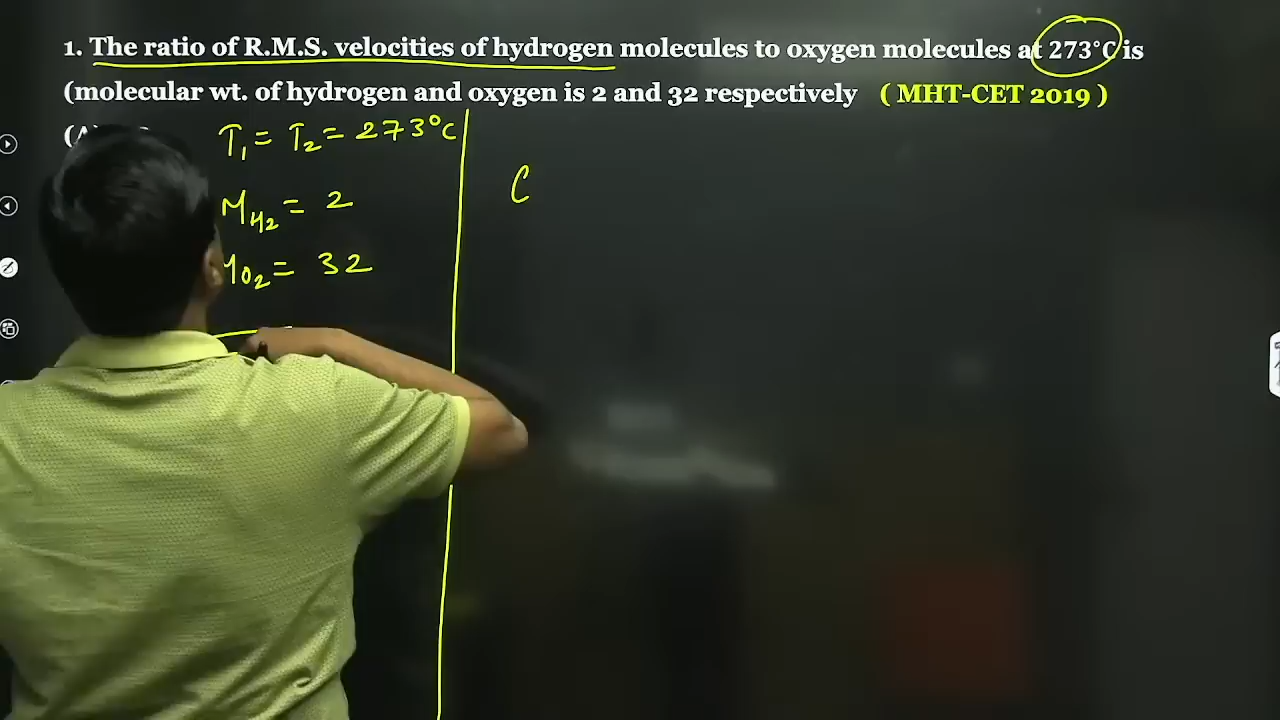 1. The ratio of R.M.S. velocities of hydrogen molecules to oxygen molecules at 273°C is
(molecular wt. of hydrogen and oxygen is 2 and 32 respectively ( MHT-CET 2019 )
T₁ = T₂ = 273°C
M_H₂ = 2
M_O₂ = 32
C